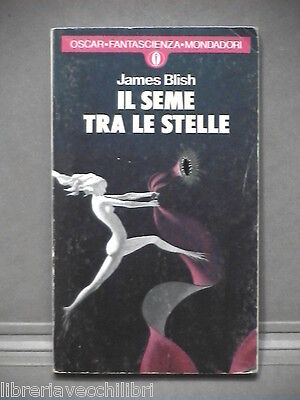 OSCAR•FANTASCIENZA•MONDADORI
James Blish
IL SEME
TRA LE STELLE
libreriavecchilibri